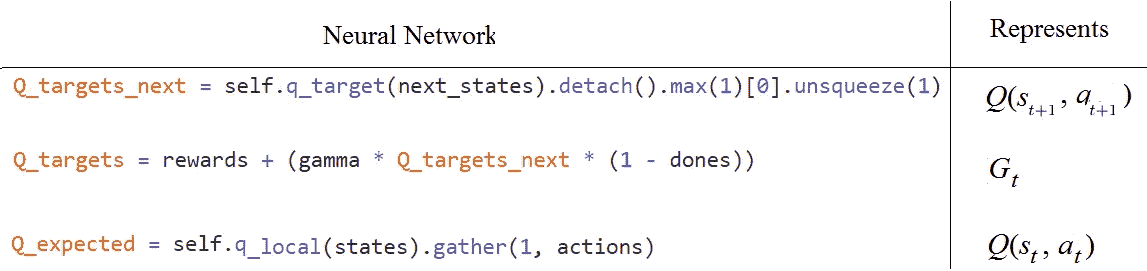 Neural Network Represents
Q_targets_next = self.q_target(next_states).detach().max(1)[0].unsqueeze(1) Q(s_{t+1}, a_{t+1})
Q_targets = rewards + (gamma * Q_targets_next * (1 - dones)) G_t
Q_expected = self.q_local(states).gather(1, actions) Q(s_t, a_t)